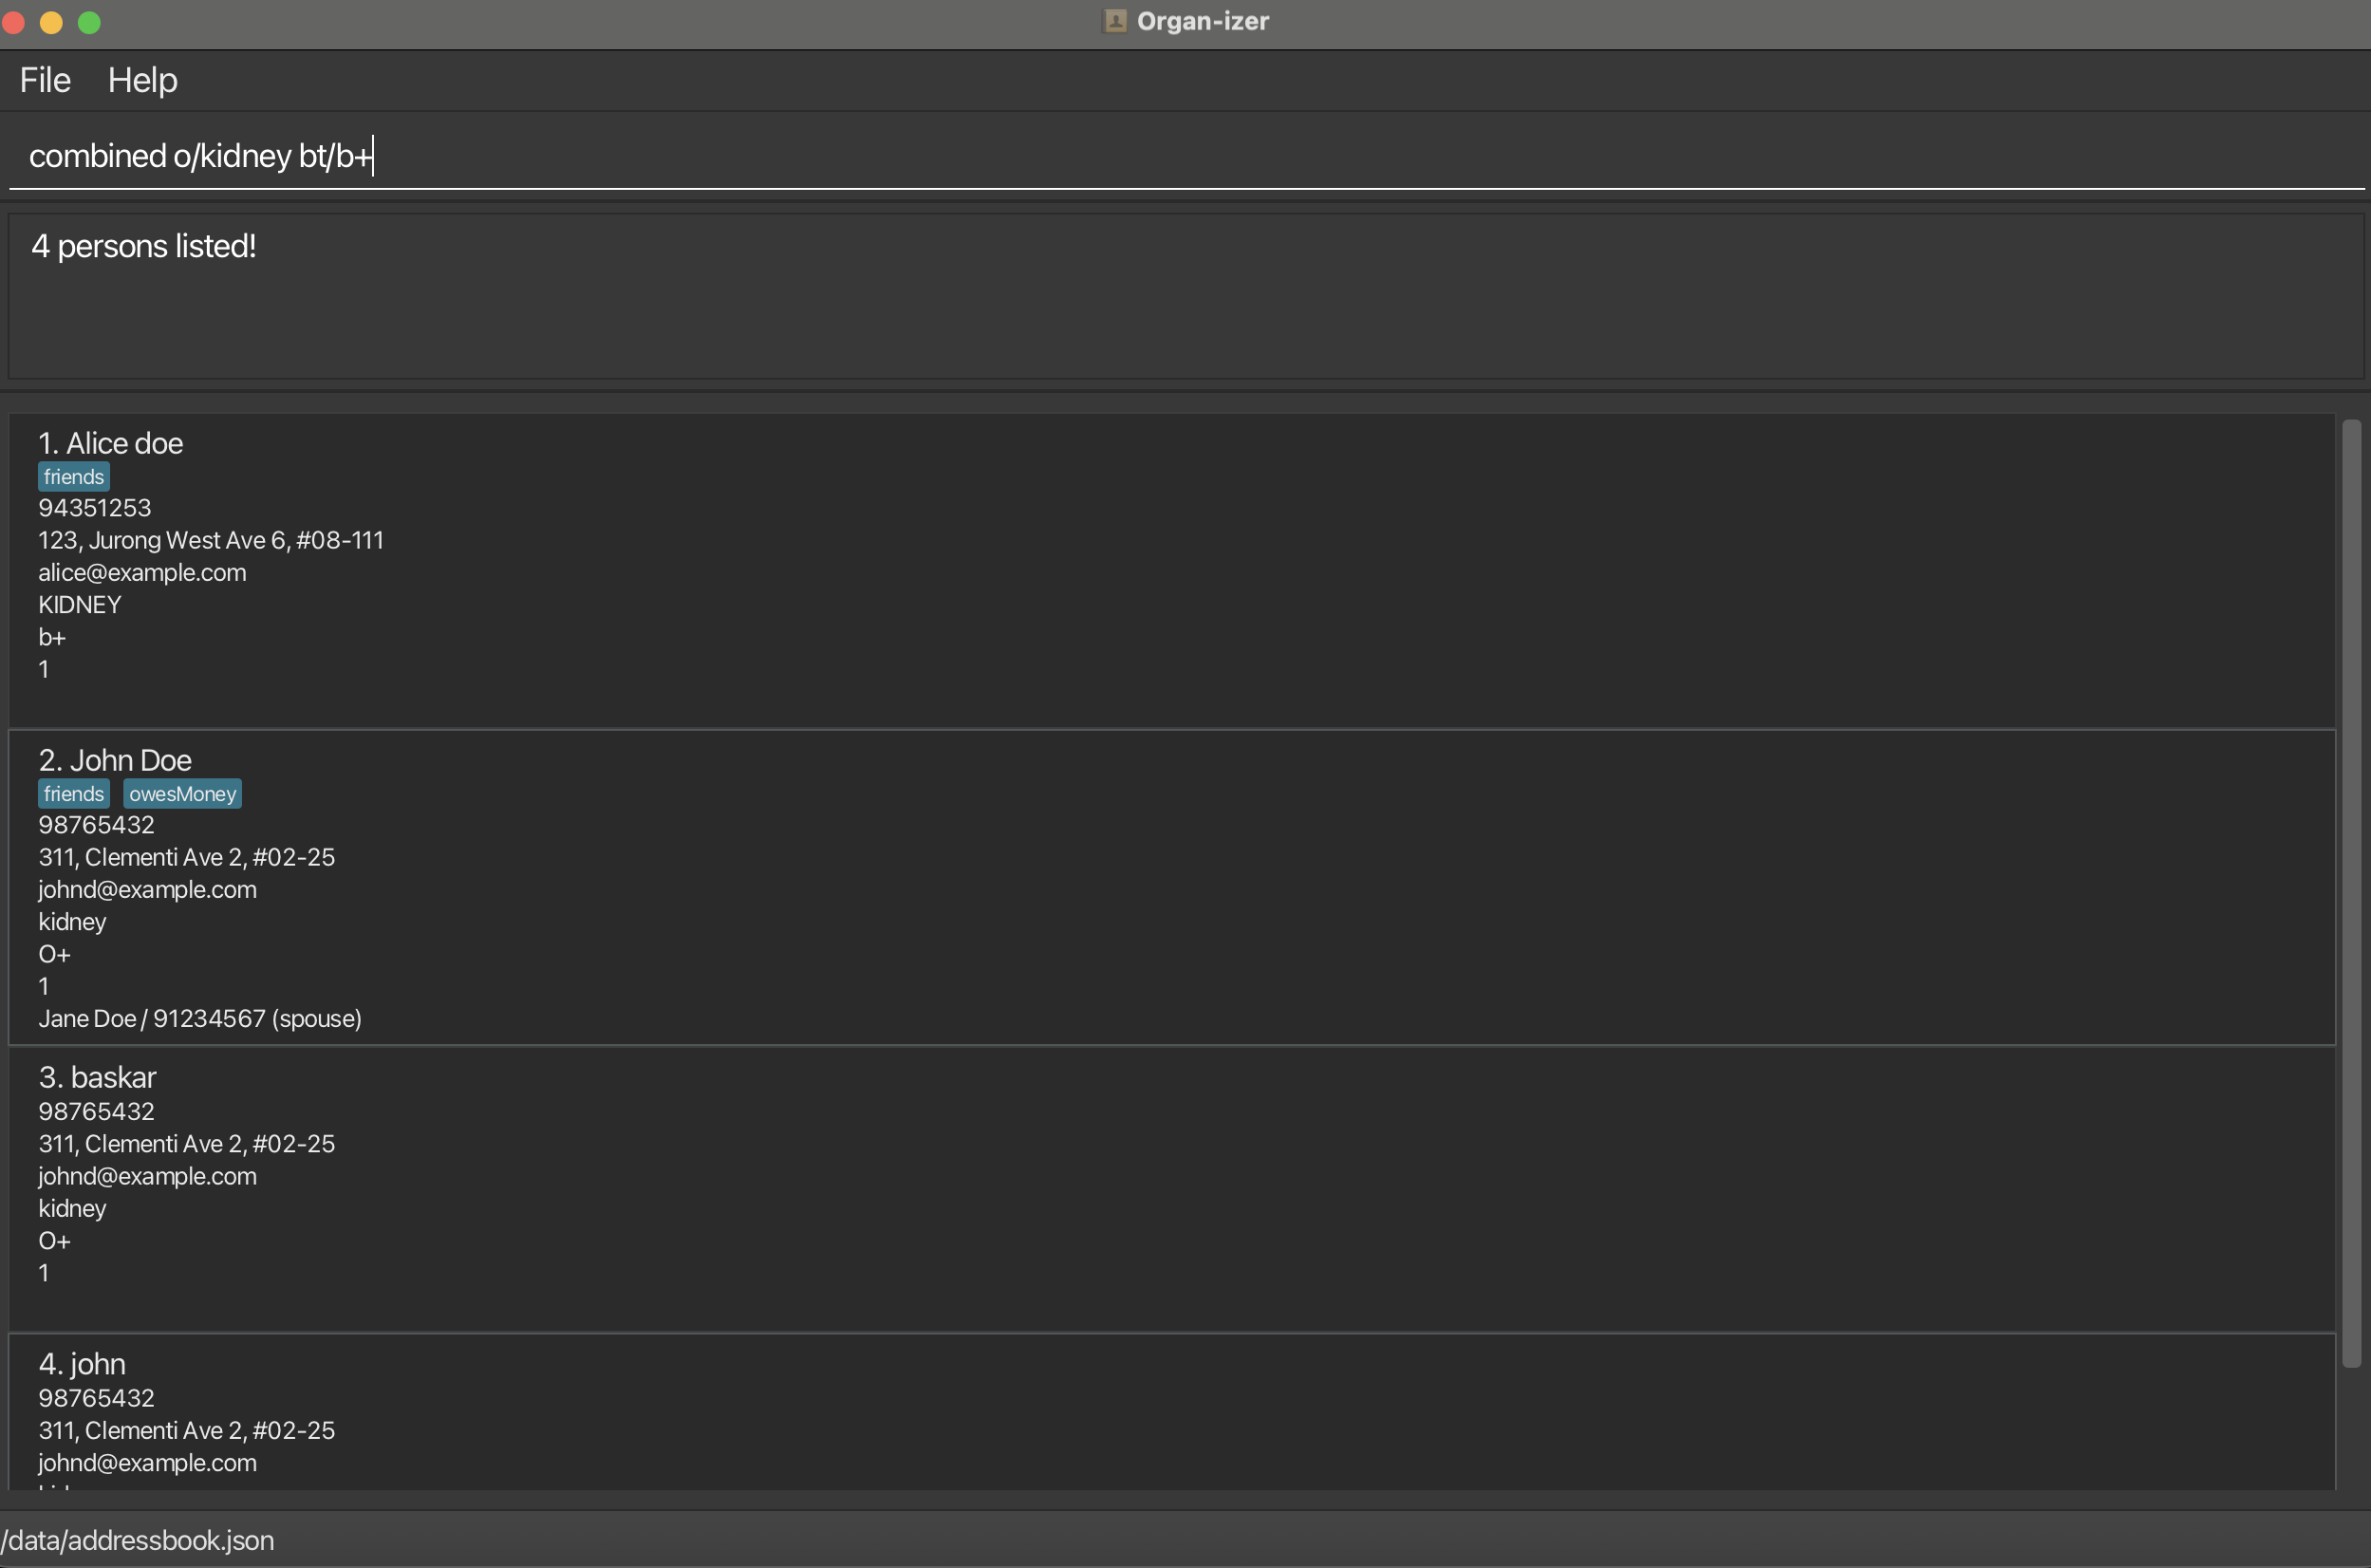 Organ-izer
File Help
combined o/kidney bt/b+
4 persons listed!
1. Alice doe
friends
94351253
123, Jurong West Ave 6, #08-111
alice@example.com
KIDNEY
b+
1
2. John Doe
friends owesMoney
98765432
311, Clementi Ave 2, #02-25
johnd@example.com
kidney
O+
1
Jane Doe / 91234567 (spouse)
3. baskar
98765432
311, Clementi Ave 2, #02-25
johnd@example.com
kidney
O+
1
4. john
98765432
311, Clementi Ave 2, #02-25
johnd@example.com
/data/addressbook.json